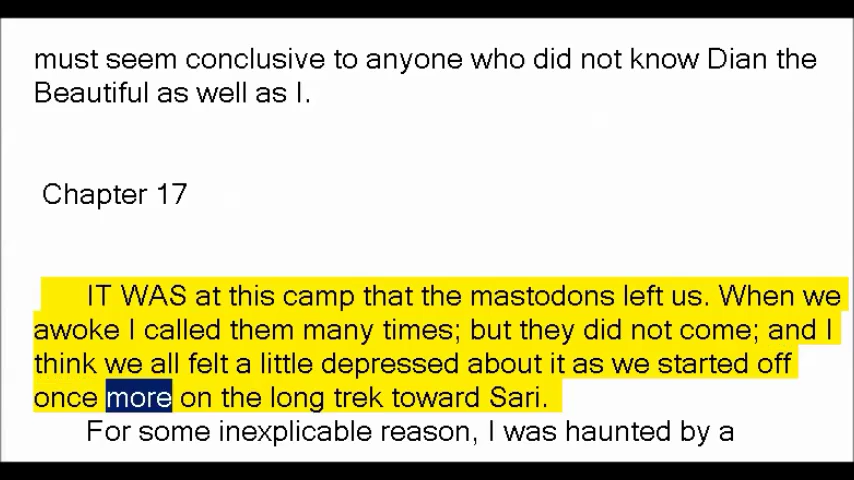 must seem conclusive to anyone who did not know Dian the
Beautiful as well as I.
Chapter 17
IT WAS at this camp that the mastodons left us. When we
awoke I called them many times; but they did not come; and I
think we all felt a little depressed about it as we started off
once more on the long trek toward Sari.
For some inexplicable reason, I was haunted by a